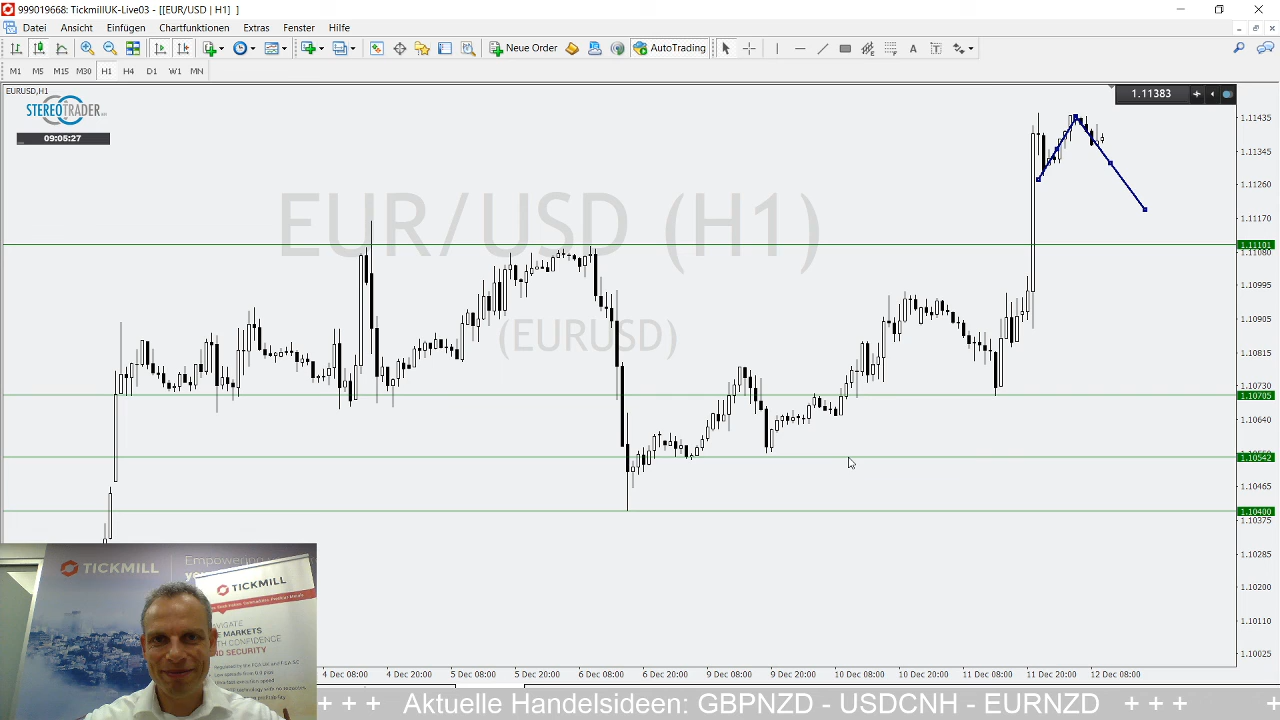 999019668: TickmillUK-Live03 - [[EUR/USD | H1] ]
Datei Ansicht Einfügen Chartfunktionen Extras Fenster Hilfe
New Order AutoTrading A T
M1 M5 M15 M30 H1 H4 D1 W1 MN
EURUSD,H1
STEREOTRADER
09:05:27
1.11383
EUR/USD (H1)
(EURUSD)
1.11435
1.11345
1.11260
1.11170
1.11101
1.11080
1.10995
1.10905
1.10815
1.10730
1.10705
1.10640
1.10542
1.10465
1.10400
1.10375
1.10285
1.10200
1.10110
1.10025
TICKMILL
Empowering
TICKMILL
MARKETS
CONFIDENCE
SECURITY
4 Dec 08:00 4 Dec 20:00 5 Dec 08:00 5 Dec 20:00 6 Dec 08:00 6 Dec 20:00 9 Dec 08:00 9 Dec 20:00 10 Dec 08:00 10 Dec 20:00 11 Dec 08:00 11 Dec 20:00 12 Dec 08:00
+ + + Aktuelle Handelsideen: GBPNZD - USDCNH - EURNZD + + + +